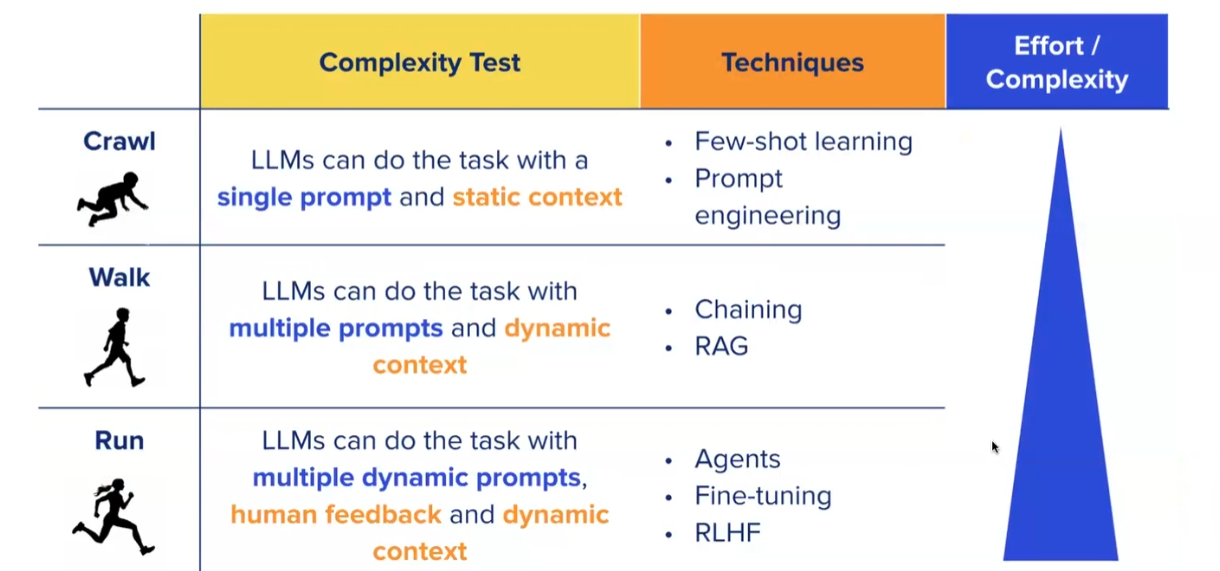 Complexity Test
Techniques
Effort /
Complexity
Crawl
LLMs can do the task with a
single prompt and static context
• Few-shot learning
• Prompt
engineering
Walk
LLMs can do the task with
multiple prompts and dynamic
context
• Chaining
• RAG
Run
LLMs can do the task with
multiple dynamic prompts,
human feedback and dynamic
context
• Agents
• Fine-tuning
• RLHF